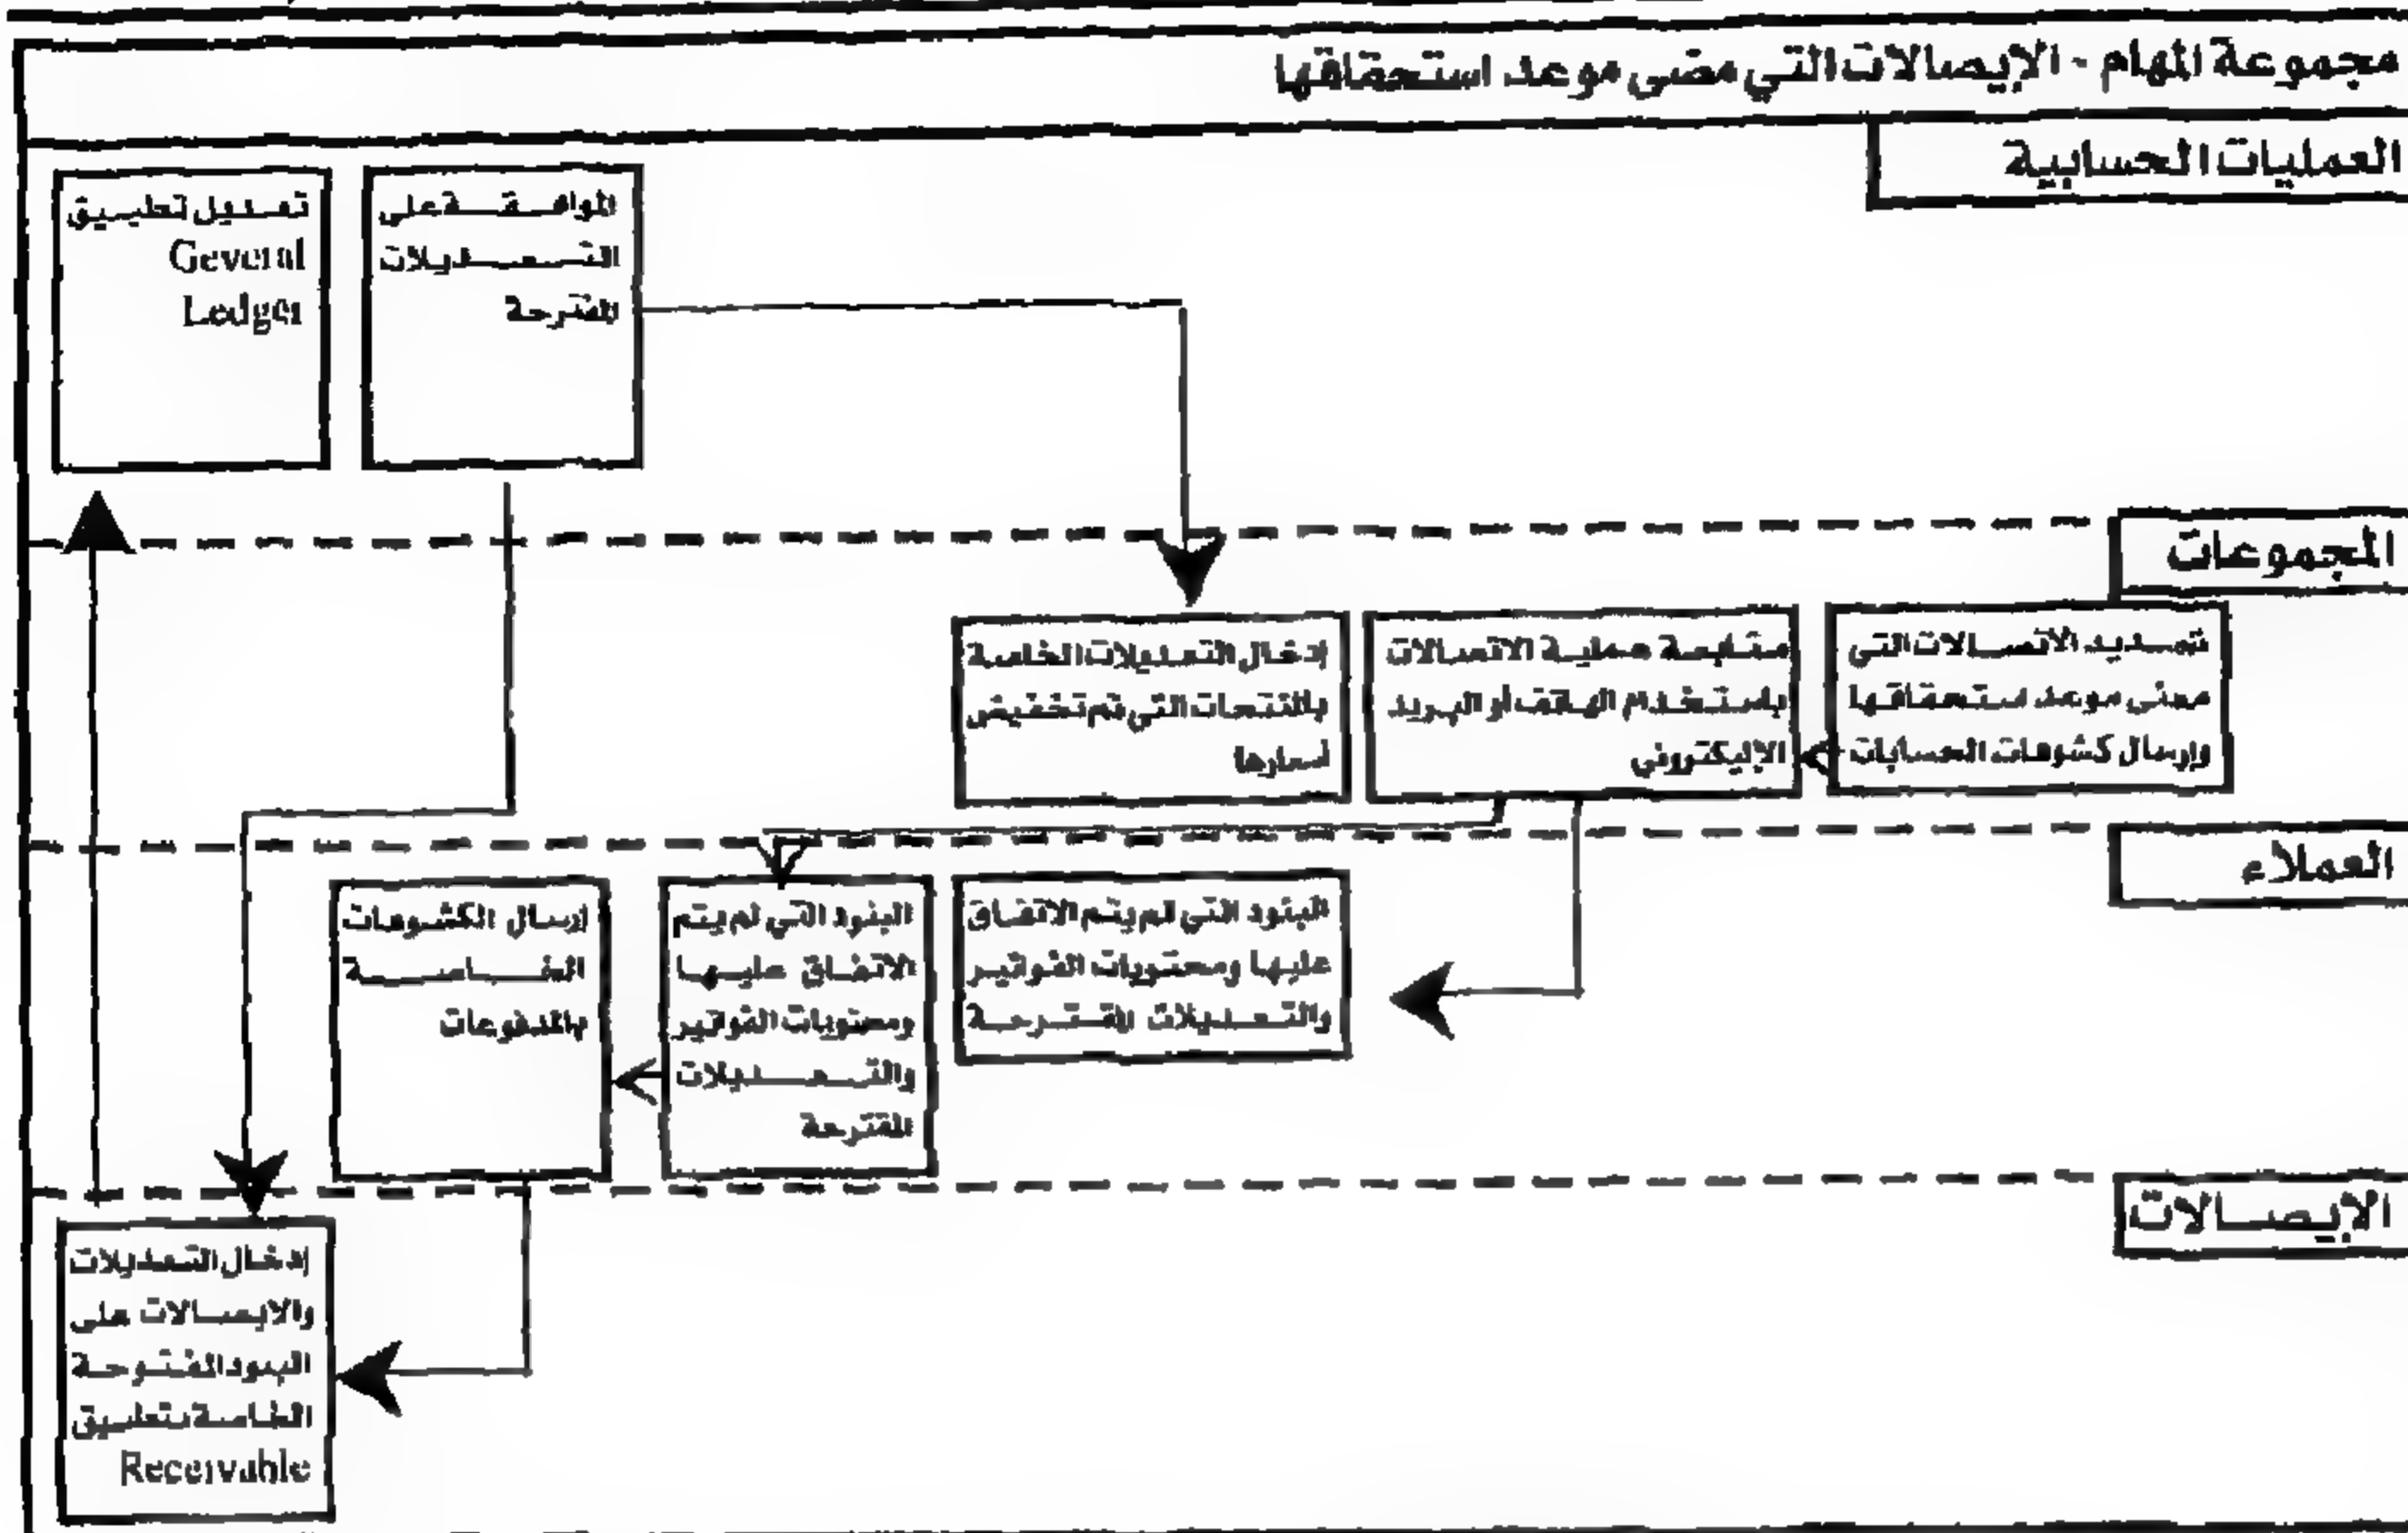 مجموعة المهام - الإيصالات التي مضى موعد استحقاقها
العمليات الحسابية
الموافقة على
التعديلات
المقترحة
تعديل تطبيق
Geveral
Ledger
المجموعات
تحديد الاتصالات التي
مضى موعد ستحقاقها
وإرسال كشوفات الحسابات
متابعة عملية الاتصالات
باستخدام الهاتف أو البريد
الإليكتروني
إدخال التعديلات الخاصة
بالمنتجات التي تم تخفيض
أسعارها
العملاء
البنود التي لم يتم الاتفاق
عليها ومحتويات الفواتير
والتعديلات المقترحة
البنود التي لم يتم
الاتفاق عليها
ومحتويات الفواتير
والتعديلات
المقترحة
إرسال الكشوفات
الخاصة
بالمدفوعات
الإيصالات
إدخال التعديلات
والايصالات على
البنود المفتوحة
الخاصة بتطبيق
Receivable